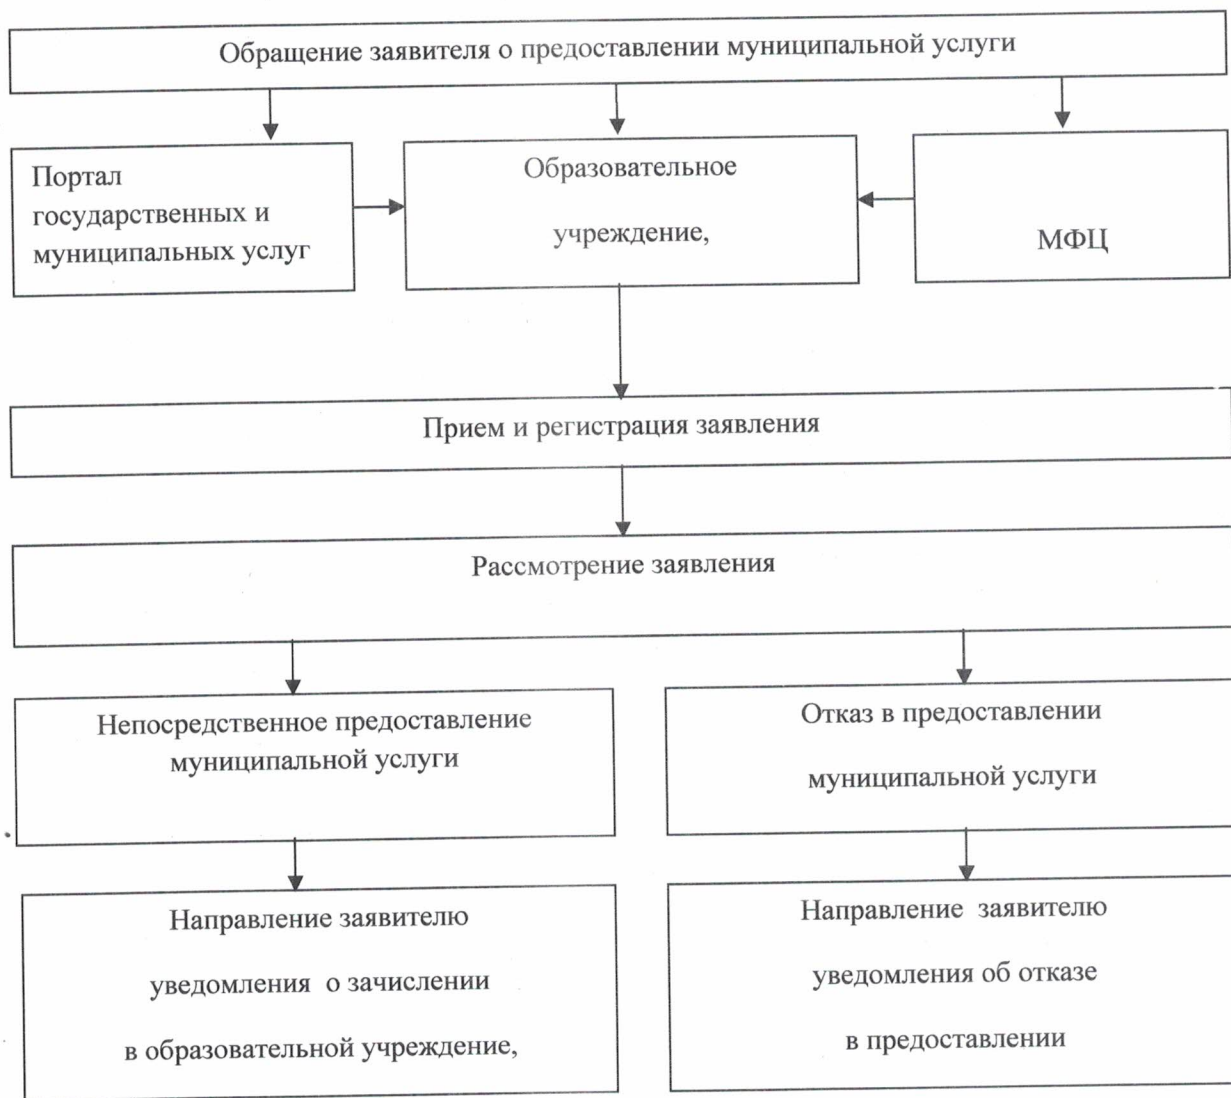 Обращение заявителя о предоставлении муниципальной услуги
Портал
государственных и
муниципальных услуг
Образовательное
учреждение,
МФЦ
Прием и регистрация заявления
Рассмотрение заявления
Непосредственное предоставление
муниципальной услуги
Отказ в предоставлении
муниципальной услуги
Направление заявителю
уведомления о зачислении
в образовательной учреждение,
Направление заявителю
уведомления об отказе
в предоставлении